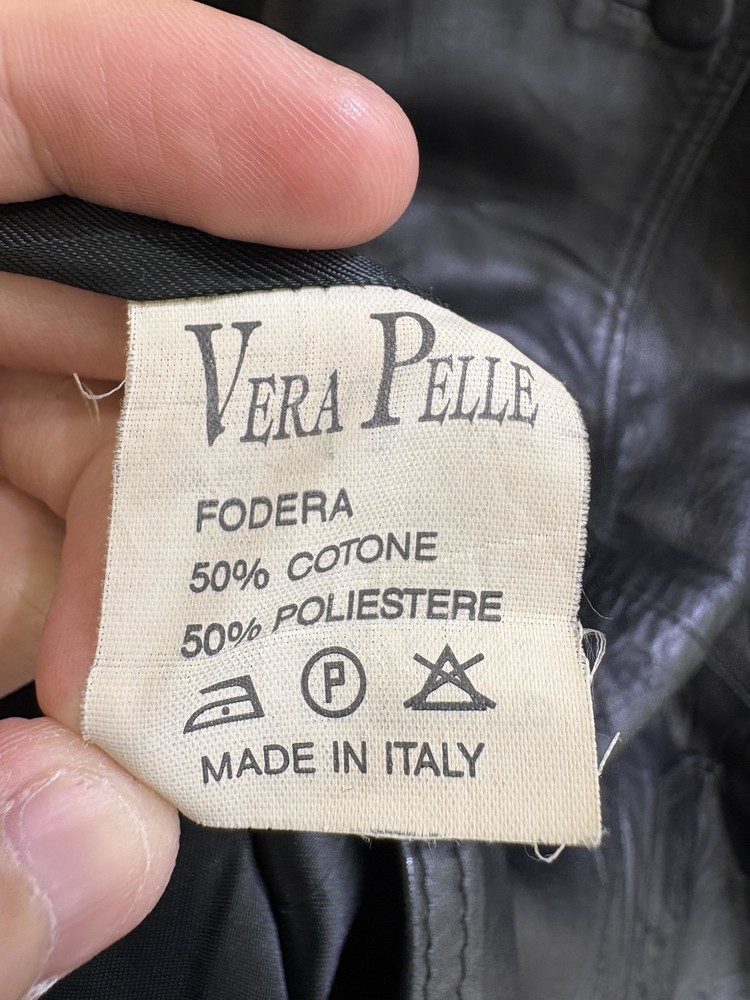 VERA PELLE
FODERA
50% COTONE
50% POLIESTERE
P
MADE IN ITALY